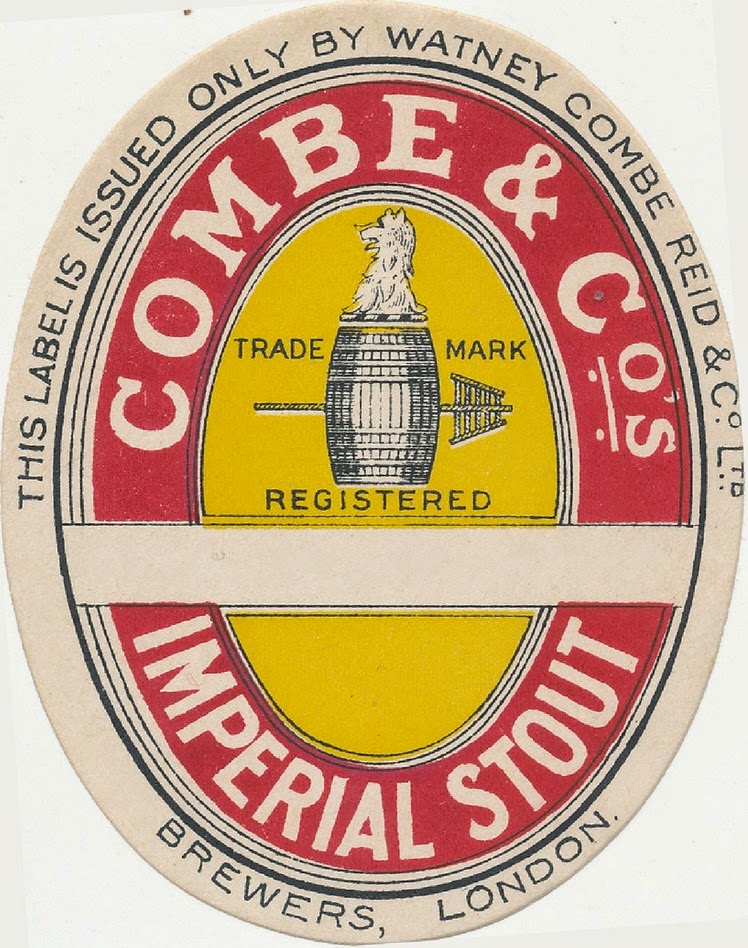 THIS LABEL IS ISSUED ONLY BY WATNEY COMBE REID & Co. LTD.
COMBE & Co's
TRADE MARK
REGISTERED
IMPERIAL STOUT
BREWERS, LONDON.